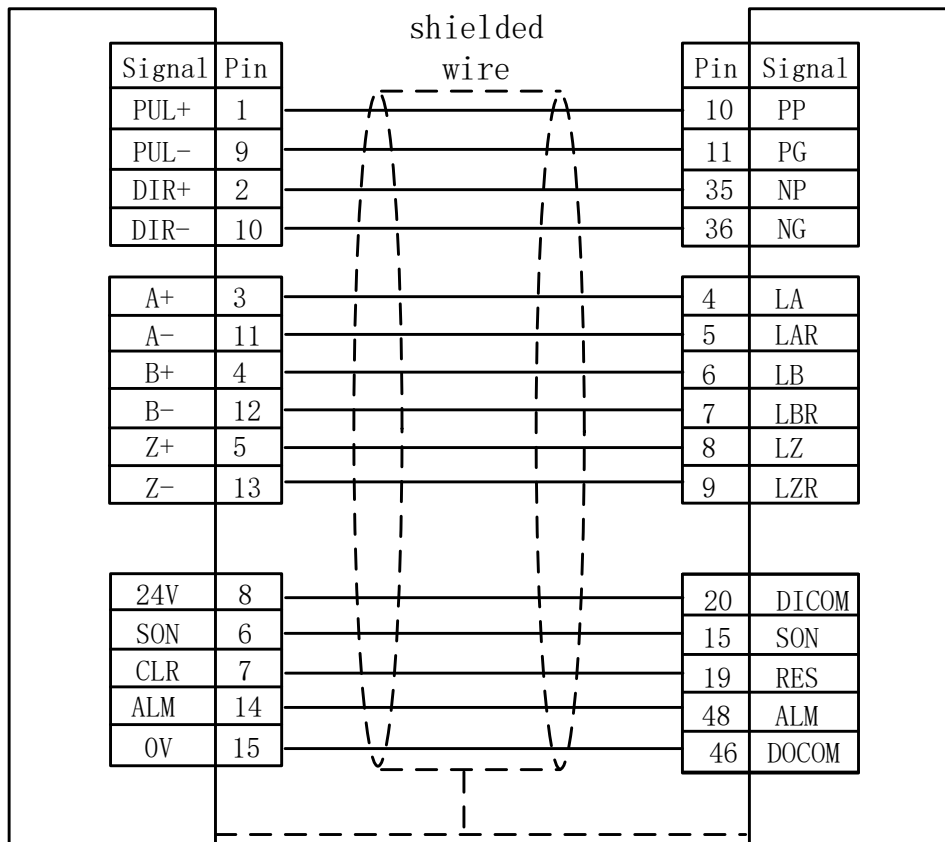 shielded
wire
Signal Pin Pin Signal
PUL+ 1 10 PP
PUL- 9 11 PG
DIR+ 2 35 NP
DIR- 10 36 NG
A+ 3 4 LA
A- 11 5 LAR
B+ 4 6 LB
B- 12 7 LBR
Z+ 5 8 LZ
Z- 13 9 LZR
24V 8 20 DICOM
SON 6 15 SON
CLR 7 19 RES
ALM 14 48 ALM
0V 15 46 DOCOM